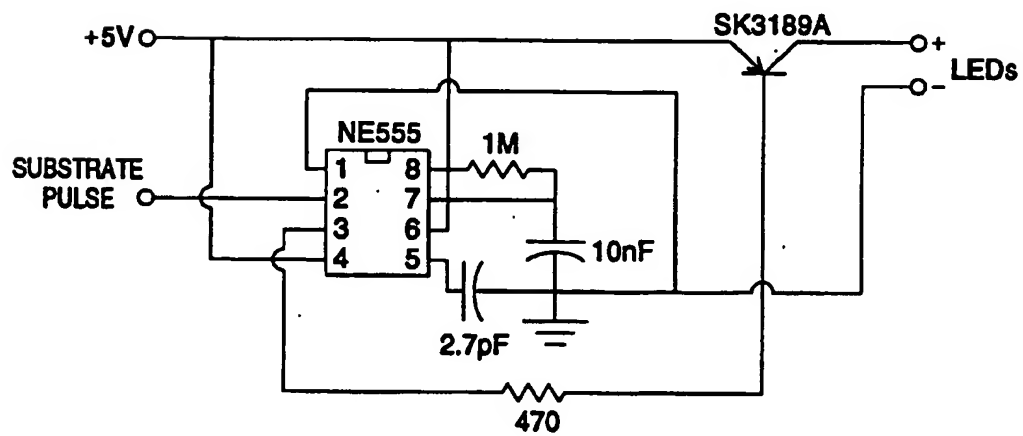 SK3189A
+5V
+
LEDs
-
NE555
1M
SUBSTRATE
PULSE
1 8
2 7
3 6
4 5
10nF
2.7pF
470